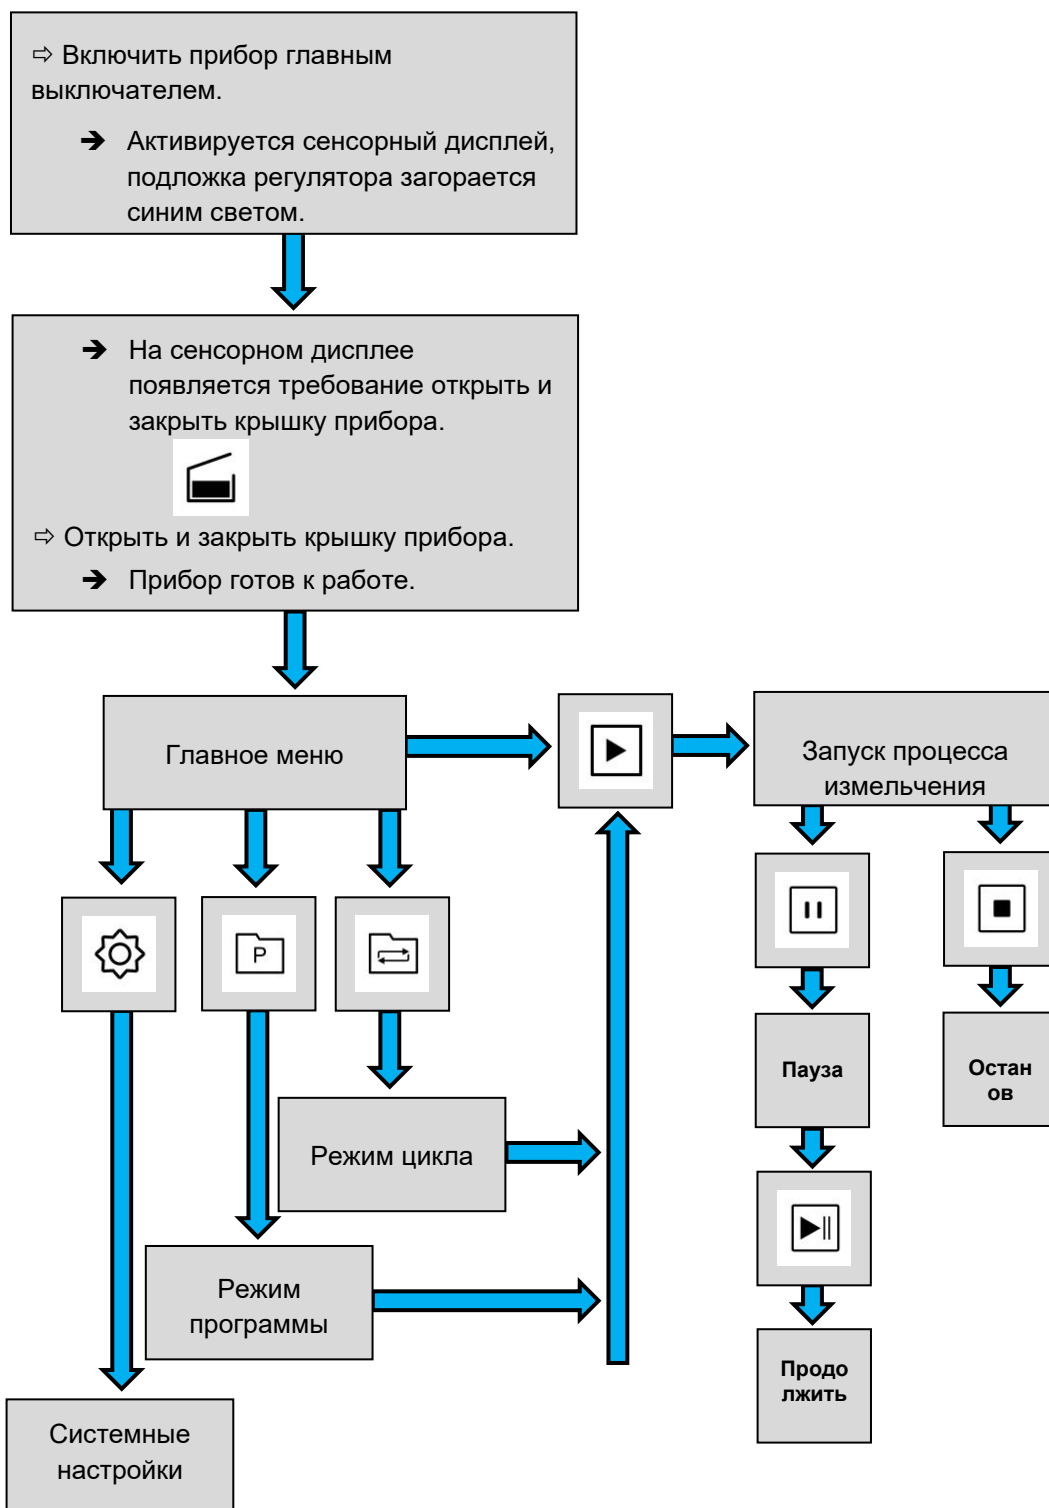 ⇨ Включить прибор главным
выключателем.
➔ Активируется сенсорный дисплей,
подложка регулятора загорается
синим светом.
➔ На сенсорном дисплее
появляется требование открыть и
закрыть крышку прибора.
⇨ Открыть и закрыть крышку прибора.
➔ Прибор готов к работе.
Главное меню
Запуск процесса
измельчения
P
Пауза
Остан
ов
Режим цикла
Режим
программы
Продо
лжить
Системные
настройки